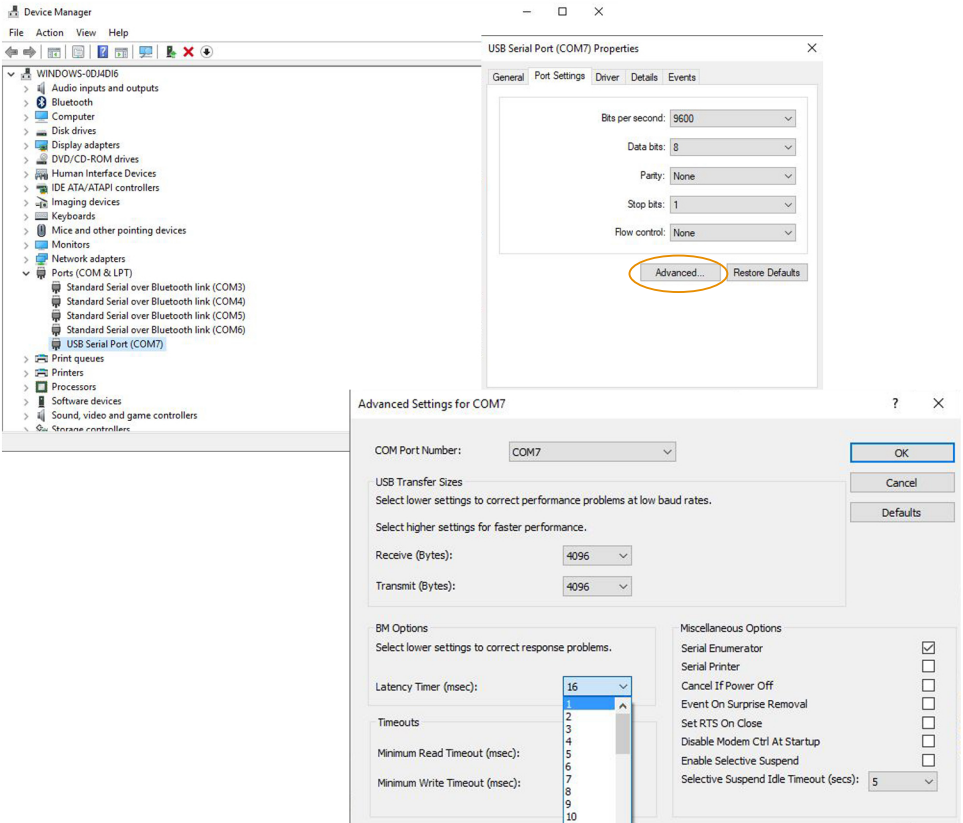 Device Manager
File Action View Help
WINDOWS-0DJ4DI6
Audio inputs and outputs
Bluetooth
Computer
Disk drives
Display adapters
DVD/CD-ROM drives
Human Interface Devices
IDE ATA/ATAPI controllers
Imaging devices
Keyboards
Mice and other pointing devices
Monitors
Network adapters
Ports (COM & LPT)
Standard Serial over Bluetooth link (COM3)
Standard Serial over Bluetooth link (COM4)
Standard Serial over Bluetooth link (COM5)
Standard Serial over Bluetooth link (COM6)
USB Serial Port (COM7)
Print queues
Printers
Processors
Software devices
Sound, video and game controllers
Storage controllers
USB Serial Port (COM7) Properties
General Port Settings Driver Details Events
Bits per second: 9600
Data bits: 8
Parity: None
Stop bits: 1
Flow control: None
Advanced... Restore Defaults
Advanced Settings for COM7 ?
COM Port Number: COM7
OK
Cancel
Defaults
USB Transfer Sizes
Select lower settings to correct performance problems at low baud rates.
Select higher settings for faster performance.
Receive (Bytes): 4096
Transmit (Bytes): 4096
BM Options
Select lower settings to correct response problems.
Latency Timer (msec): 16
1
2
3
4
5
6
7
8
9
10
Timeouts
Minimum Read Timeout (msec):
Minimum Write Timeout (msec):
Miscellaneous Options
Serial Enumerator
Serial Printer
Cancel If Power Off
Event On Surprise Removal
Set RTS On Close
Disable Modem Ctrl At Startup
Enable Selective Suspend
Selective Suspend Idle Timeout (secs): 5